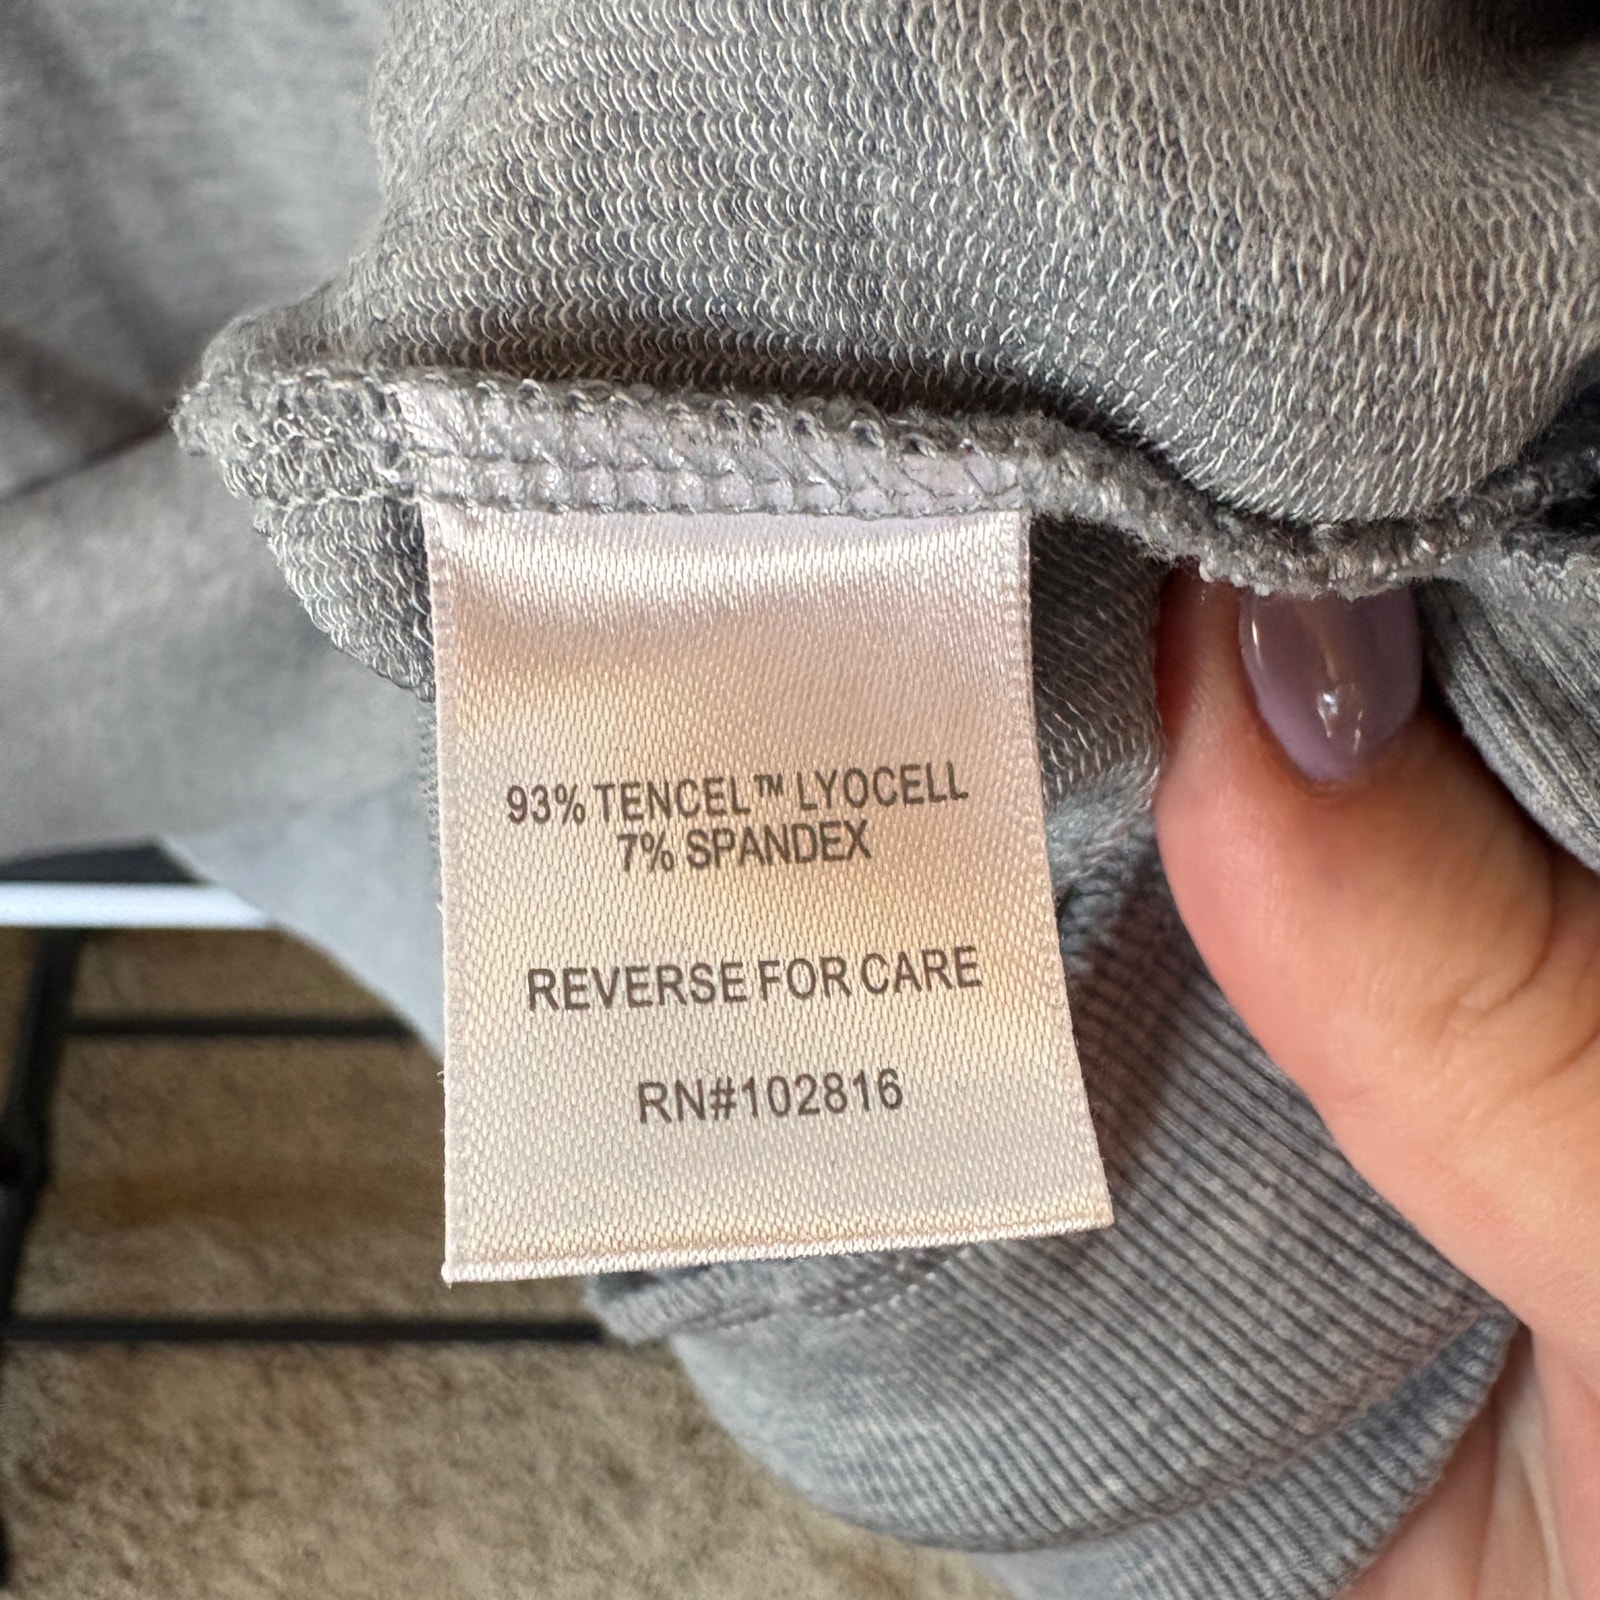 93% TENCEL™ LYOCELL
7% SPANDEX
REVERSE FOR CARE
RN#102816